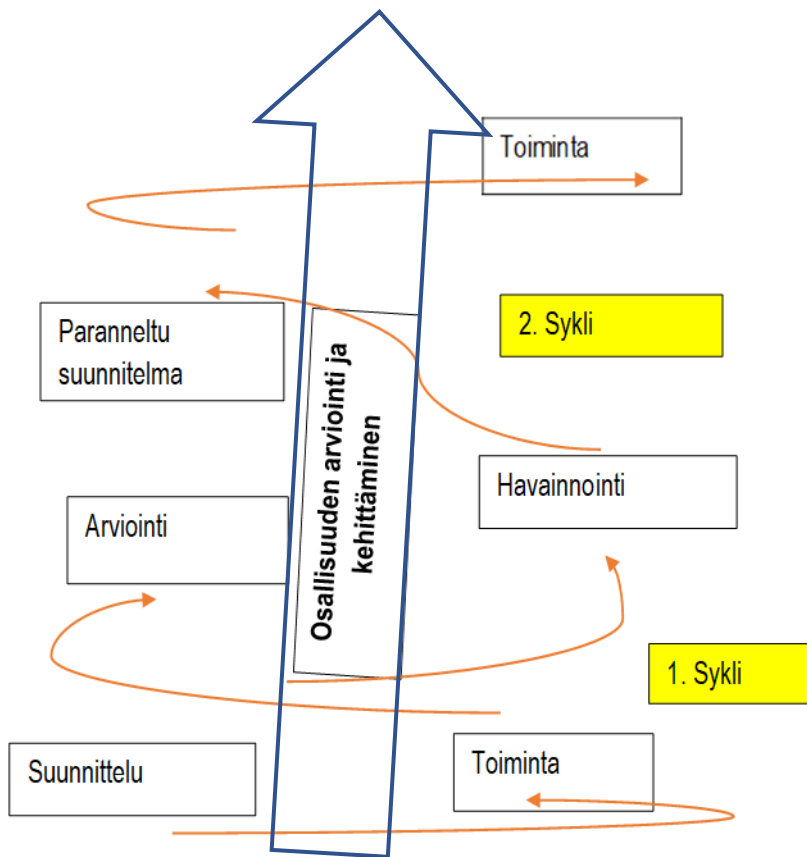 Toiminta
2. Sykli
Paranneltu
suunnitelma
Osallisuuden arviointi ja
kehittäminen
Havainnointi
Arviointi
1. Sykli
Toiminta
Suunnittelu